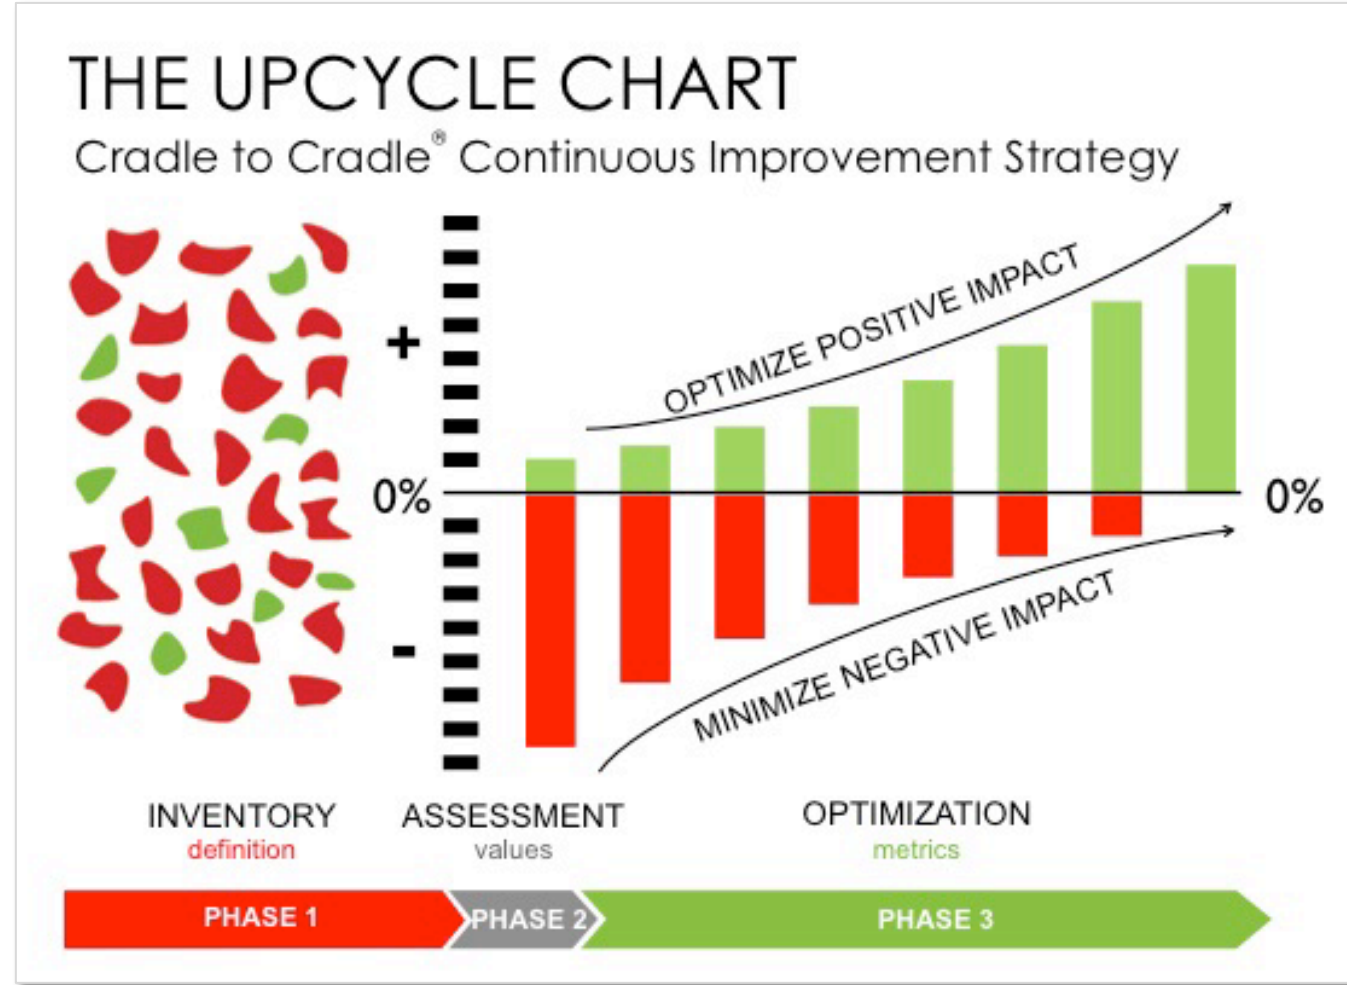 THE UPCYCLE CHART
Cradle to Cradle® Continuous Improvement Strategy
+
OPTIMIZE POSITIVE IMPACT
0%
0%
-
MINIMIZE NEGATIVE IMPACT
INVENTORY
definition
ASSESSMENT
values
OPTIMIZATION
metrics
PHASE 1
PHASE 2
PHASE 3